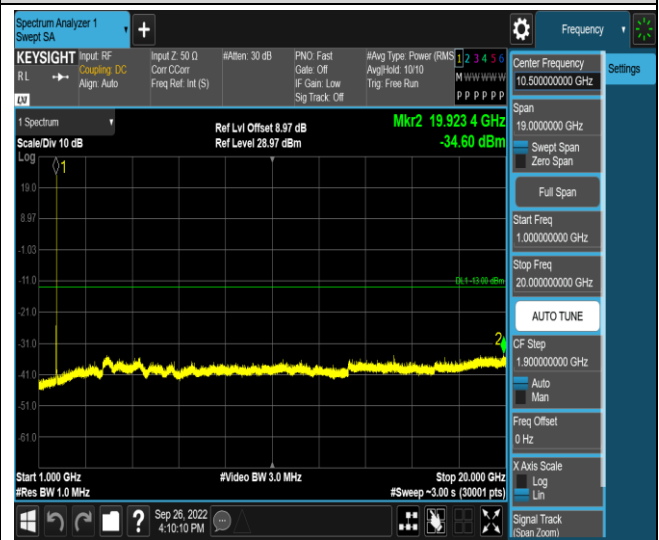 Spectrum Analyzer 1
Swept SA
+
Frequency
KEYSIGHT
RL
LXI
Input: RF
Coupling: DC
Align: Auto
Input Z: 50 Ω
Corr CCorr
Freq Ref: Int (S)
#Atten: 30 dB
PNO: Fast
Gate: Off
IF Gain: Low
Sig Track: Off
#Avg Type: Power (RMS
Avg|Hold: 10/10
Trig: Free Run
1 2 3 4 5 6
M W W W W W
P P P P P P
1 Spectrum
Scale/Div 10 dB
Ref Lvl Offset 8.97 dB
Ref Level 28.97 dBm
Mkr2 19.923 4 GHz
-34.60 dBm
Log
1
19.0
8.97
-1.03
-11.0
DL1 -13.00 dBm
-21.0
-31.0
2
-41.0
-51.0
-61.0
Start 1.000 GHz
#Res BW 1.0 MHz
#Video BW 3.0 MHz
Stop 20.000 GHz
#Sweep ~3.00 s (30001 pts)
?
Sep 26, 2022
4:10:10 PM
Center Frequency
10.500000000 GHz
Settings
Span
19.0000000 GHz
Swept Span
Zero Span
Full Span
Start Freq
1.000000000 GHz
Stop Freq
20.000000000 GHz
AUTO TUNE
CF Step
1.900000000 GHz
Auto
Man
Freq Offset
0 Hz
X Axis Scale
Log
Lin
Signal Track
(Span Zoom)